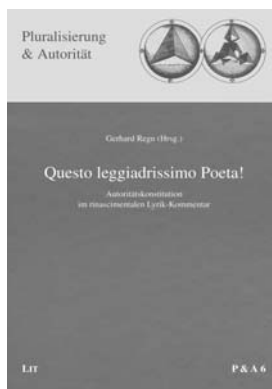 Pluralisierung
& Autorität
Gerhard Regn (Hrsg.)
Questo leggiadrissimo Poeta!
Autoritätskonstitution
im rinascimentalen Lyrik-Kommentar
LIT
P & A 6